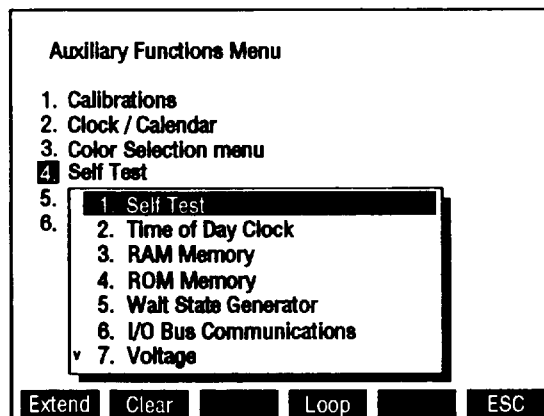 Auxiliary Functions Menu
1. Calibrations
2. Clock / Calendar
3. Color Selection menu
4. Self Test
5.
6.
1. Self Test
2. Time of Day Clock
3. RAM Memory
4. ROM Memory
5. Wait State Generator
6. I/O Bus Communications
v 7. Voltage
Extend Clear Loop ESC